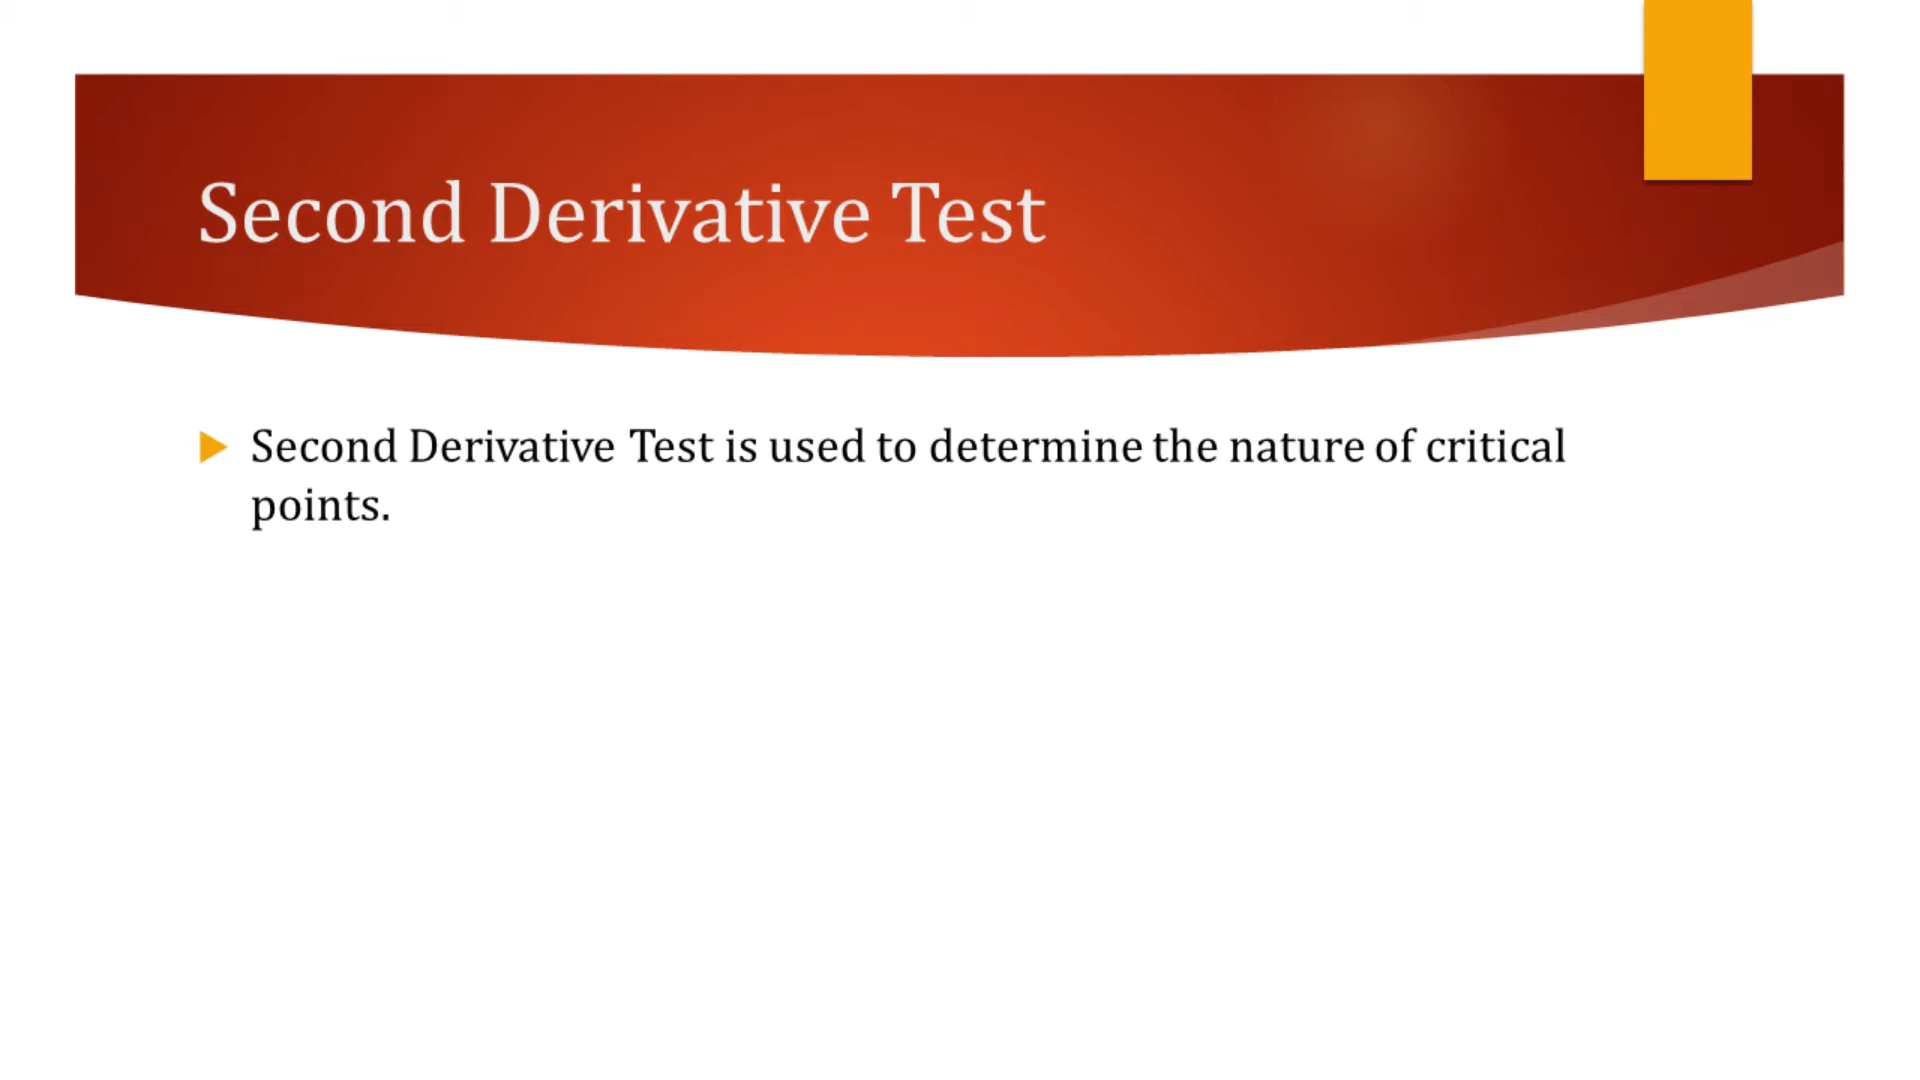 Second Derivative Test
Second Derivative Test is used to determine the nature of critical
points.